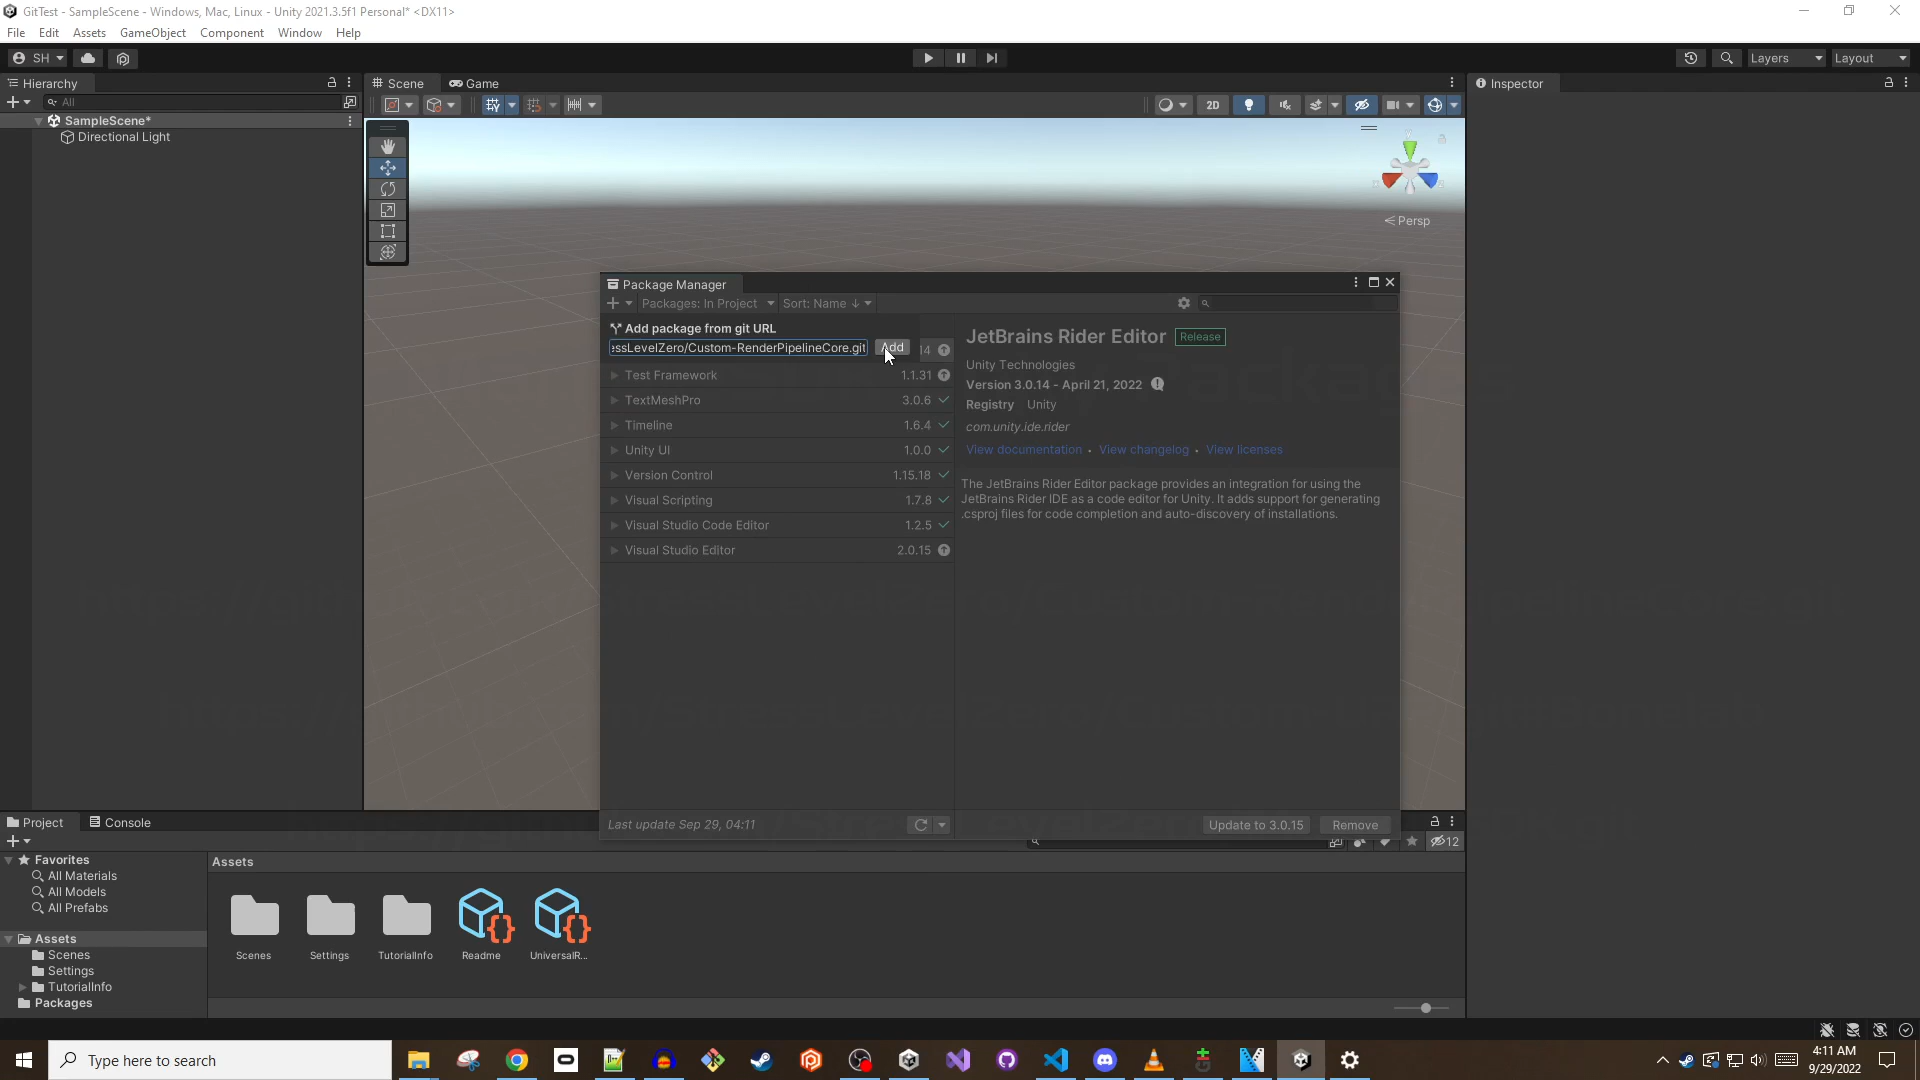 GitTest - SampleScene - Windows, Mac, Linux - Unity 2021.3.5f1 Personal* <DX11>
File Edit Assets GameObject Component Window Help
SH
Layers
Layout
Hierarchy
Scene
Game
Inspector
All
2D
SampleScene*
Directional Light
Persp
Package Manager
Packages: In Project
Sort: Name ↓
Add package from git URL
essLevelZero/Custom-RenderPipelineCore.git
Add
14
Test Framework 1.1.31
TextMeshPro 3.0.6
Timeline 1.6.4
Unity UI 1.0.0
Version Control 1.15.18
Visual Scripting 1.7.8
Visual Studio Code Editor 1.2.5
Visual Studio Editor 2.0.15
JetBrains Rider Editor Release
Unity Technologies
Version 3.0.14 - April 21, 2022
Registry Unity
com.unity.ide.rider
View documentation • View changelog • View licenses
The JetBrains Rider Editor package provides an integration for using the
JetBrains Rider IDE as a code editor for Unity. It adds support for generating
.csproj files for code completion and auto-discovery of installations.
Last update Sep 29, 04:11
Update to 3.0.15
Remove
Project
Console
12
Favorites
All Materials
All Models
All Prefabs
Assets
Scenes
Settings
TutorialInfo
Packages
Assets
Scenes
Settings
TutorialInfo
Readme
UniversalR...
Type here to search
4:11 AM
9/29/2022